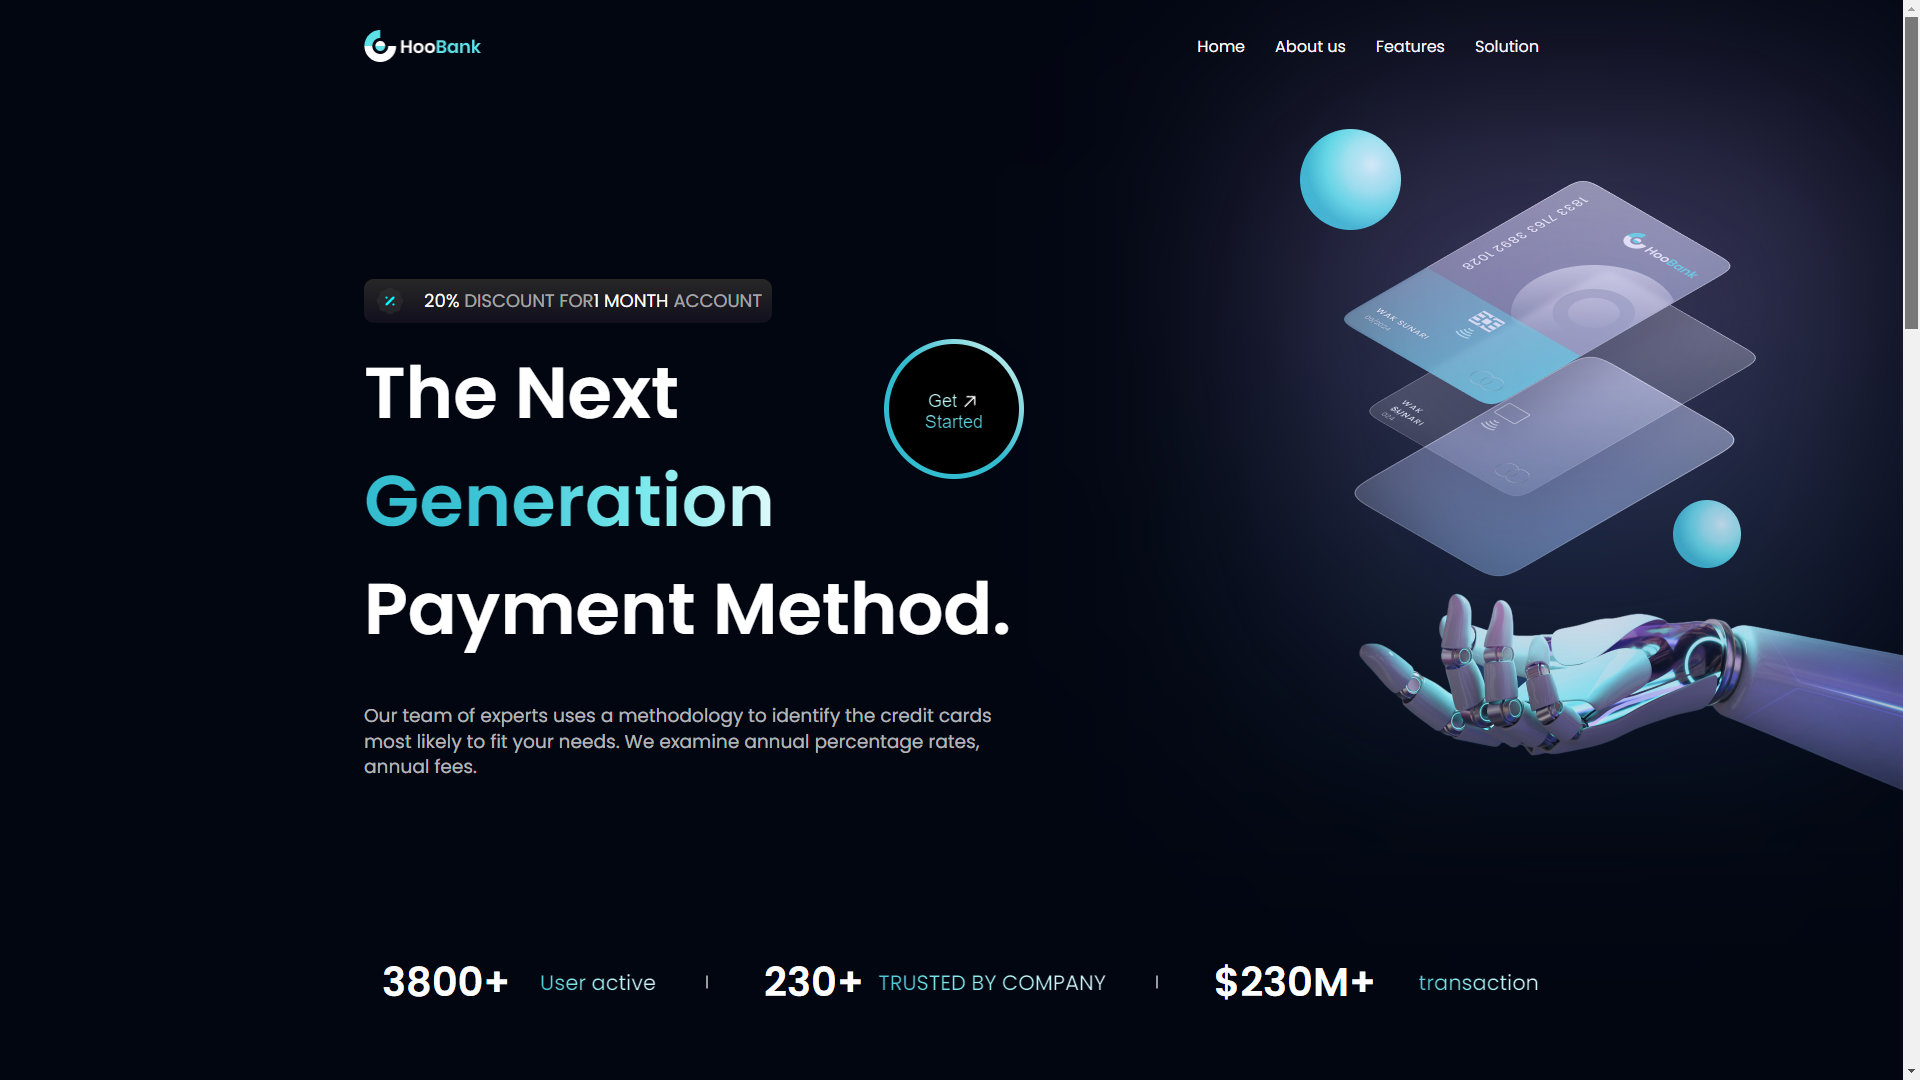 HooBank
Home About us Features Solution
1833 7163 3892 1028
HooBank
20% DISCOUNT FOR1 MONTH ACCOUNT
WAK SUNARI
09/2024
The Next
Get
Started
WAK
SUNARI
024
Generation
Payment Method.
Our team of experts uses a methodology to identify the credit cards
most likely to fit your needs. We examine annual percentage rates,
annual fees.
3800+ User active | 230+ TRUSTED BY COMPANY | $230M+ transaction